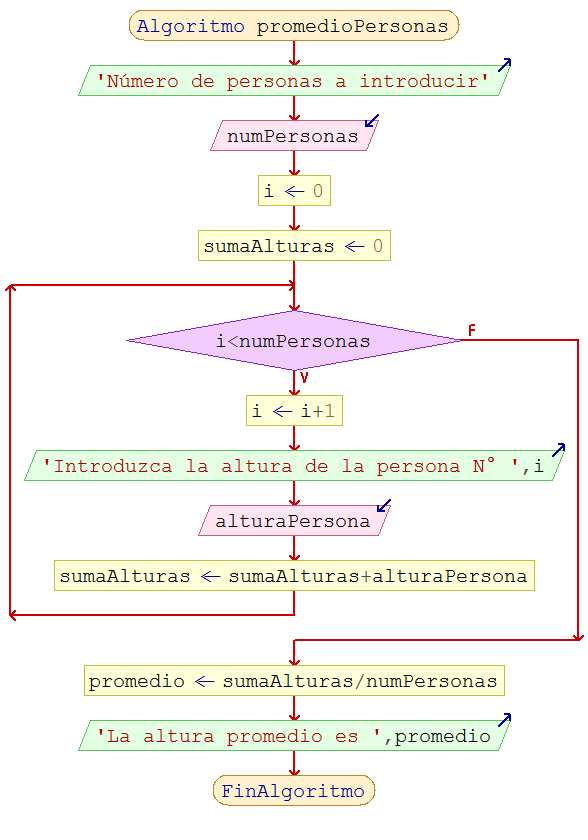 Algoritmo promedioPersonas
'Número de personas a introducir'
numPersonas
i ← 0
sumaAlturas ← 0
i<numPersonas
F
V
i ← i+1
'Introduzca la altura de la persona N° ',i
alturaPersona
sumaAlturas ← sumaAlturas+alturaPersona
promedio ← sumaAlturas/numPersonas
'La altura promedio es ',promedio
FinAlgoritmo